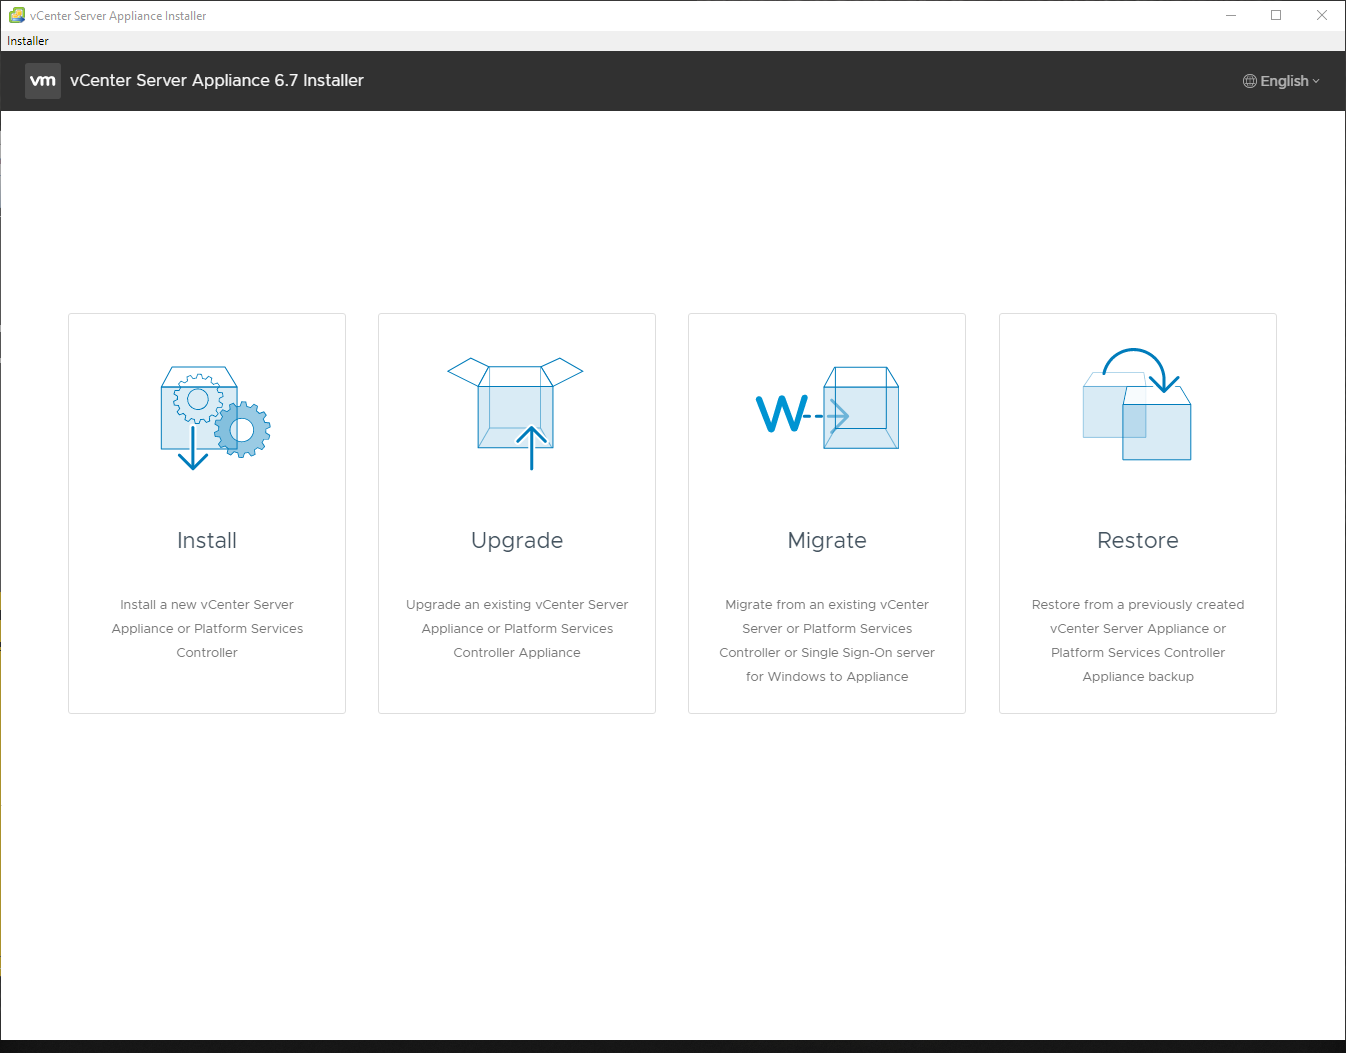 vCenter Server Appliance Installer
Installer
vm vCenter Server Appliance 6.7 Installer
English
W
Install
Install a new vCenter Server
Appliance or Platform Services
Controller
Upgrade
Upgrade an existing vCenter Server
Appliance or Platform Services
Controller Appliance
Migrate
Migrate from an existing vCenter
Server or Platform Services
Controller or Single Sign-On server
for Windows to Appliance
Restore
Restore from a previously created
vCenter Server Appliance or
Platform Services Controller
Appliance backup